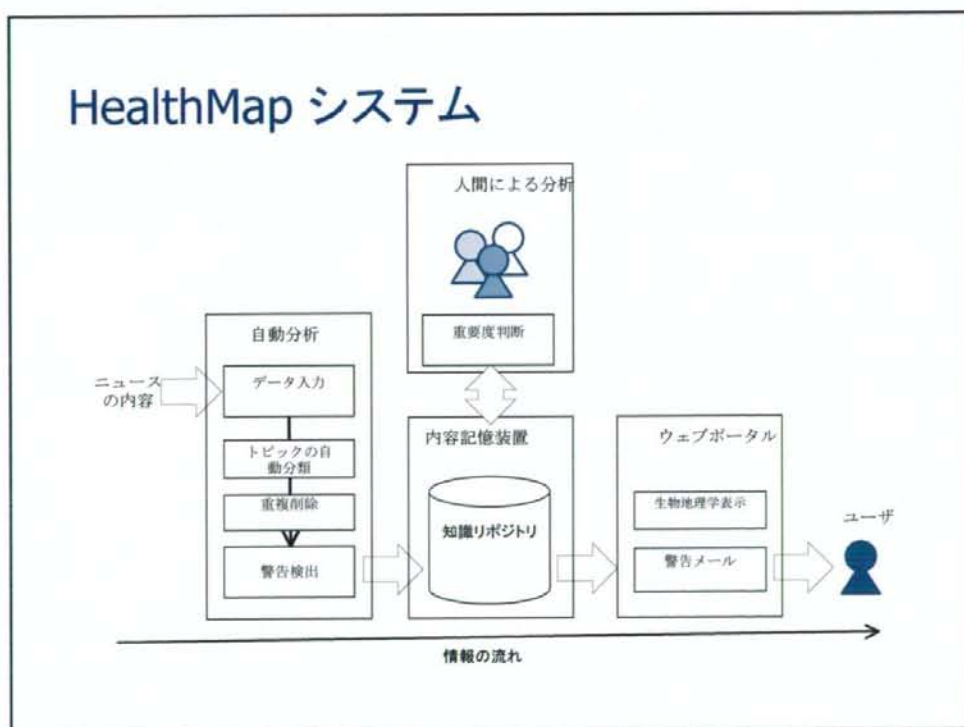 HealthMap システム
人間による分析
重要度判断
自動分析
ニュース
の内容
データ入力
トピックの自
動分類
重複削除
警告検出
内容記憶装置
知識リポジトリ
ウェブポータル
生物地理学表示
警告メール
ユーザ
情報の流れ